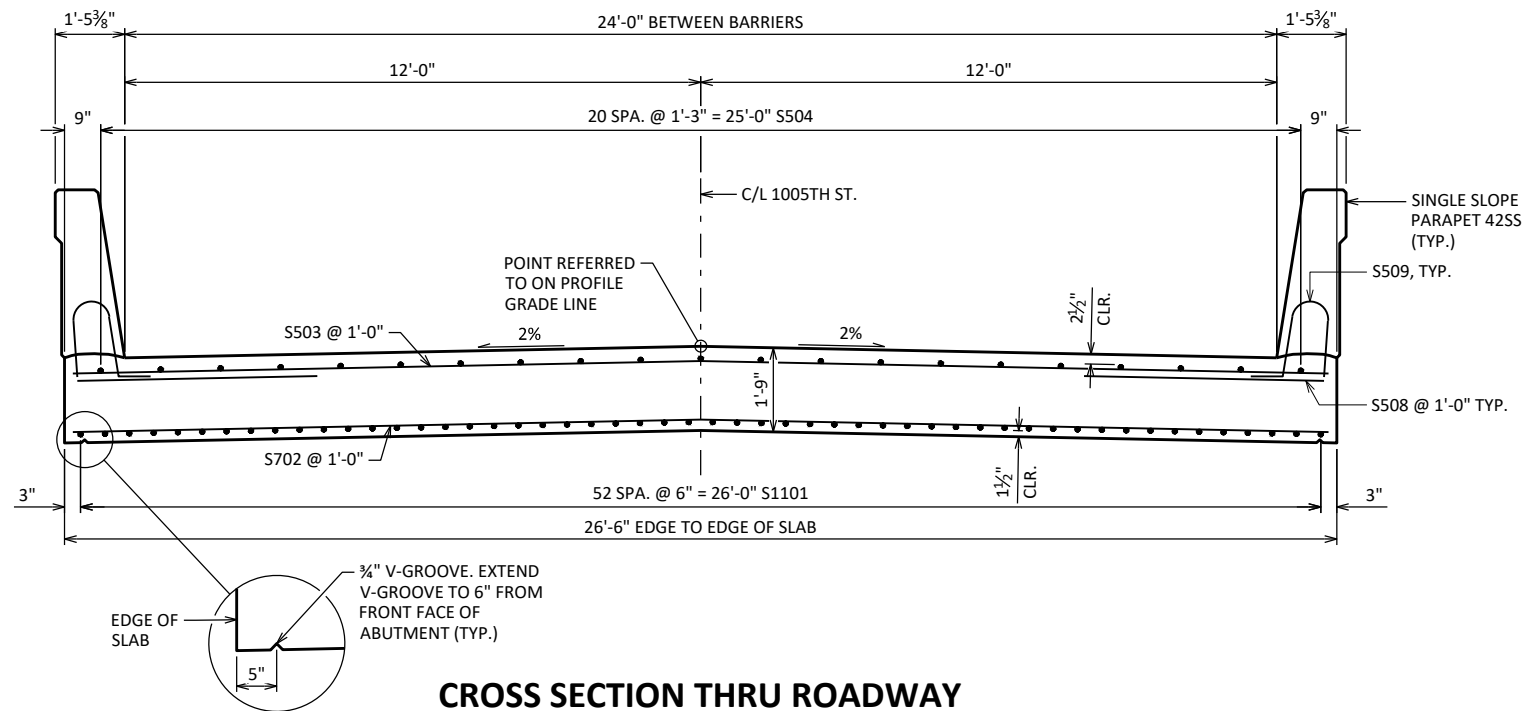 1'-5⅜"
24'-0" BETWEEN BARRIERS
1'-5⅜"
12'-0"
12'-0"
9"
20 SPA. @ 1'-3" = 25'-0" S504
9"
C/L 1005TH ST.
SINGLE SLOPE
PARAPET 42SS
(TYP.)
POINT REFERRED
TO ON PROFILE
GRADE LINE
S509, TYP.
2½"
CLR.
S503 @ 1'-0"
2%
2%
1'-9"
S508 @ 1'-0" TYP.
S702 @ 1'-0"
1½"
CLR.
3"
52 SPA. @ 6" = 26'-0" S1101
3"
26'-6" EDGE TO EDGE OF SLAB
¾" V-GROOVE. EXTEND
V-GROOVE TO 6" FROM
FRONT FACE OF
ABUTMENT (TYP.)
EDGE OF
SLAB
5"
CROSS SECTION THRU ROADWAY